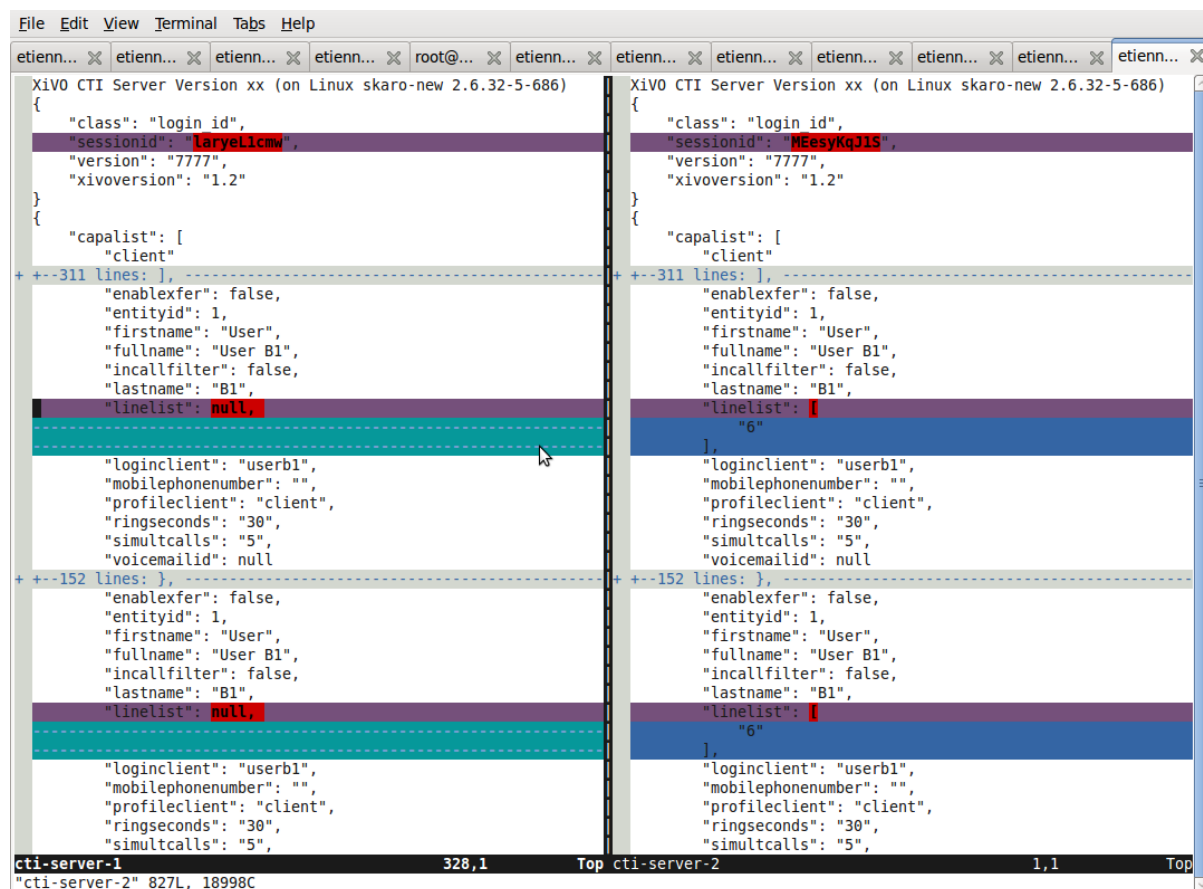 File Edit View Terminal Tabs Help
etienn... etienn... etienn... etienn... root@... etienn... etienn... etienn... etienn... etienn... etienn... etienn...
XiVO CTI Server Version xx (on Linux skaro-new 2.6.32-5-686)
{
"class": "login_id",
"sessionid": "laryeL1cmw",
"version": "7777",
"xivoversion": "1.2"
}
{
"capalist": [
"client"
+ +--311 lines: ], ----------------------------------------------
"enablexfer": false,
"entityid": 1,
"firstname": "User",
"fullname": "User B1",
"incallfilter": false,
"lastname": "B1",
"linelist": null,
----------------------------------------------------------------
----------------------------------------------------------------
"loginclient": "userb1",
"mobilephonenumber": "",
"profileclient": "client",
"ringseconds": "30",
"simultcalls": "5",
"voicemailid": null
+ +--152 lines: }, ----------------------------------------------
"enablexfer": false,
"entityid": 1,
"firstname": "User",
"fullname": "User B1",
"incallfilter": false,
"lastname": "B1",
"linelist": null,
----------------------------------------------------------------
----------------------------------------------------------------
"loginclient": "userb1",
"mobilephonenumber": "",
"profileclient": "client",
"ringseconds": "30",
"simultcalls": "5",
cti-server-1 328,1 Top
XiVO CTI Server Version xx (on Linux skaro-new 2.6.32-5-686)
{
"class": "login_id",
"sessionid": "MEesyKqJ1S",
"version": "7777",
"xivoversion": "1.2"
}
{
"capalist": [
"client"
+ +--311 lines: ], ----------------------------------------------
"enablexfer": false,
"entityid": 1,
"firstname": "User",
"fullname": "User B1",
"incallfilter": false,
"lastname": "B1",
"linelist": [
"6"
],
"loginclient": "userb1",
"mobilephonenumber": "",
"profileclient": "client",
"ringseconds": "30",
"simultcalls": "5",
"voicemailid": null
+ +--152 lines: }, ----------------------------------------------
"enablexfer": false,
"entityid": 1,
"firstname": "User",
"fullname": "User B1",
"incallfilter": false,
"lastname": "B1",
"linelist": [
"6"
],
"loginclient": "userb1",
"mobilephonenumber": "",
"profileclient": "client",
"ringseconds": "30",
"simultcalls": "5",
cti-server-2 1,1 Top
"cti-server-2" 827L, 18998C